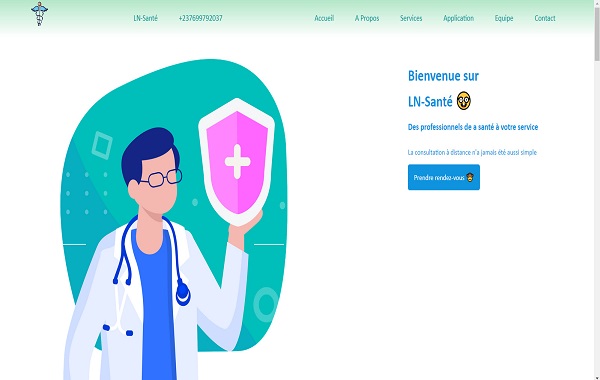 LN-Santé +237699792037 Accueil A Propos Services Application Equipe Contact
Bienvenue sur
LN-Santé
Des professionnels de a santé à votre service
La consultation à distance n'a jamais été aussi simple
Prendre rendez-vous